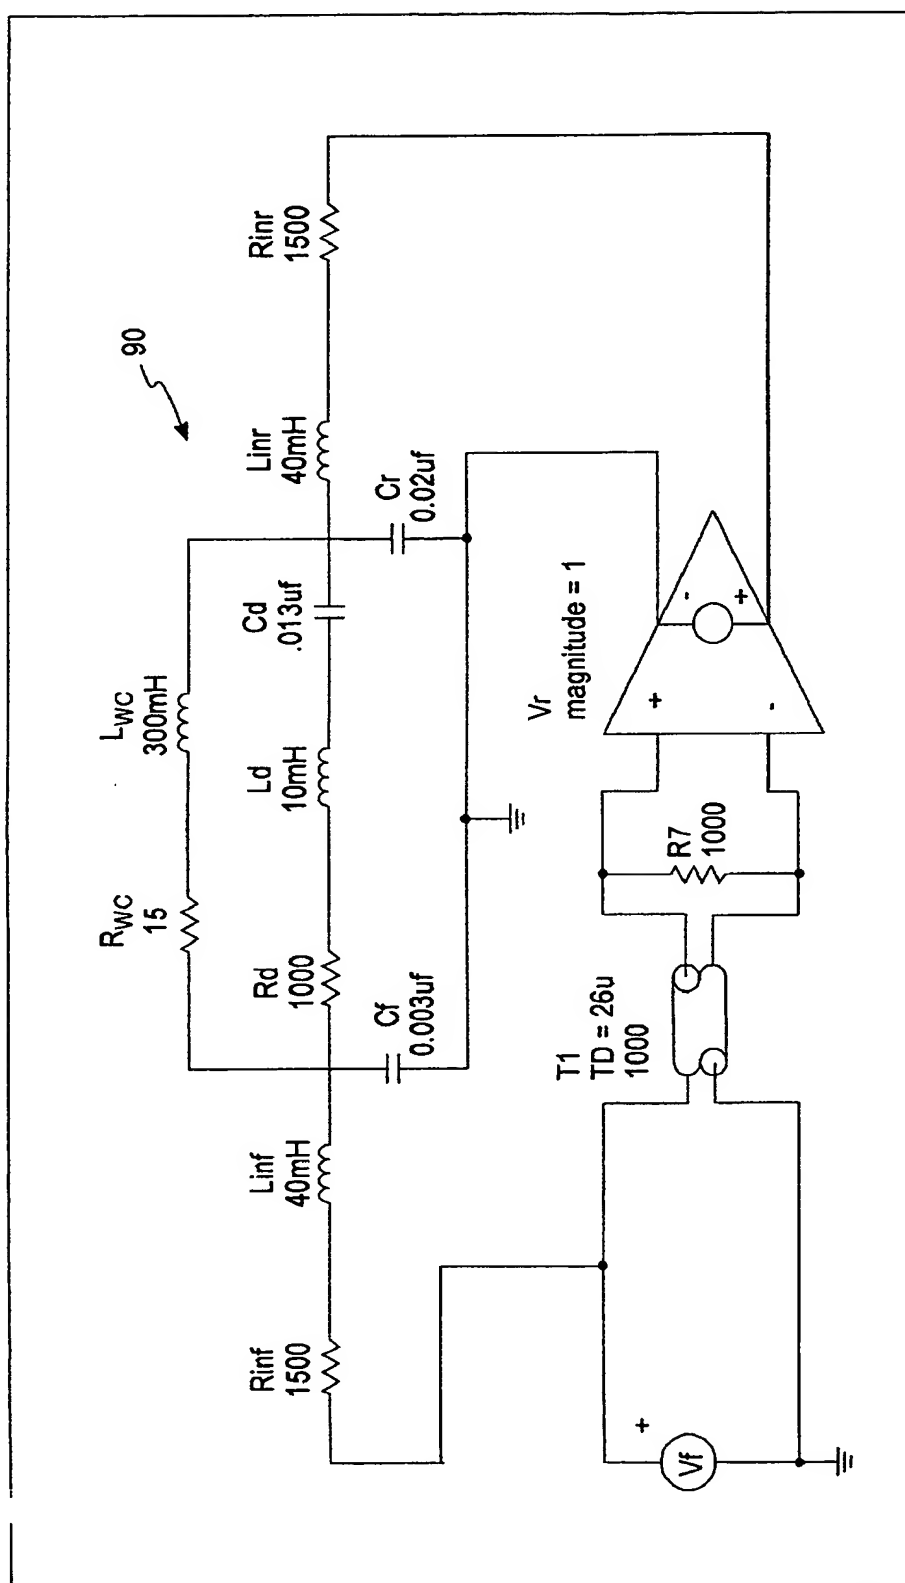 90
RWC
15
LWC
300mH
Rinf
1500
Linf
40mH
Rd
1000
Ld
10mH
Cd
.013uf
Linr
40mH
Rinr
1500
Cf
0.003uf
Cr
0.02uf
Vf
+
T1
TD = 26u
1000
R7
1000
Vr
magnitude = 1
+
-
-
+